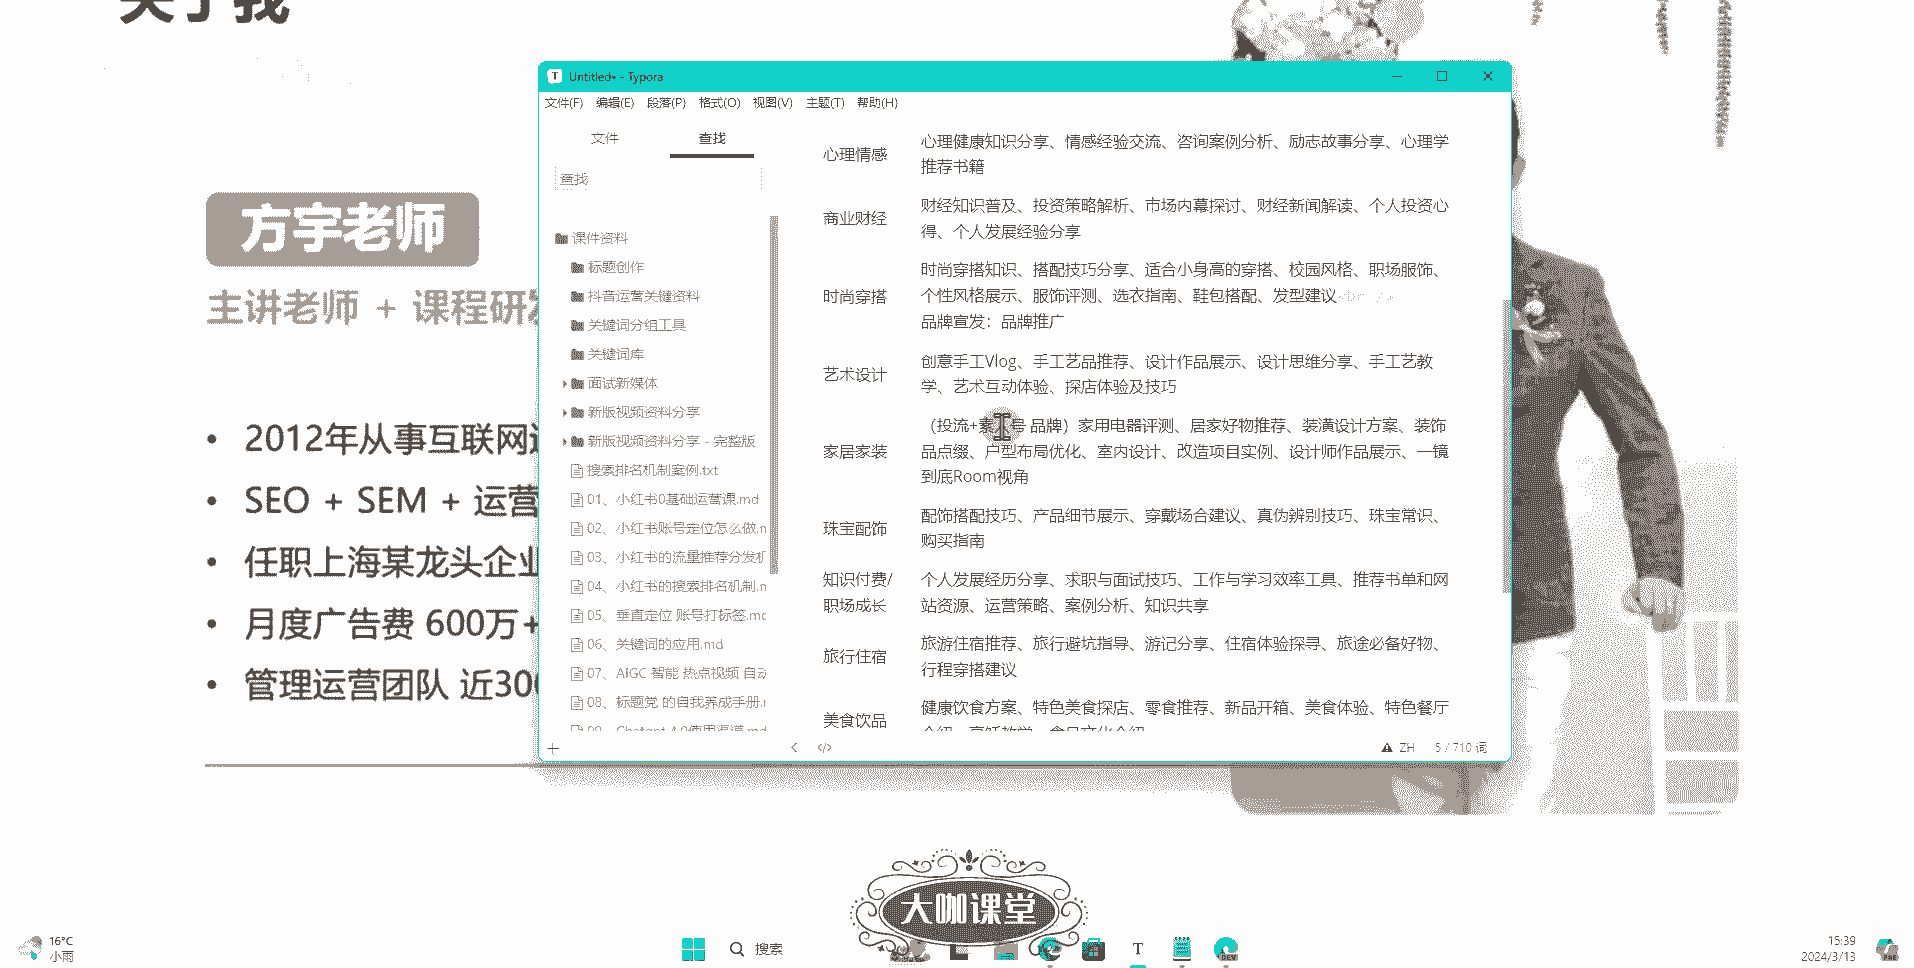 关于我
方宇老师
主讲老师 + 课程研发
2012年从事互联网
SEO + SEM + 运营
任职上海某龙头企业
月度广告费 600万+
管理运营团队 近300
Untitled• - Typora
文件(F) 编辑(E) 段落(P) 格式(O) 视图(V) 主题(T) 帮助(H)
文件 查找
查找
课件资料
标题创作
抖音运营关键资料
关键词分组工具
关键词库
面试新媒体
新版视频资料分享
新版视频资料分享 - 完整版
搜索排名机制案例.txt
01、小红书0基础运营课.md
02、小红书账号定位怎么做.m
03、小红书的流量推荐分发机
04、小红书的搜索排名机制.m
05、垂直定位 账号打标签.md
06、关键词的应用.md
07、AIGC 智能 热点视频 自动
08、标题党 的自我养成手册.m
09、Chatgpt 4.0使用渠道.md
心理情感
心理健康知识分享、情感经验交流、咨询案例分析、励志故事分享、心理学
推荐书籍
商业财经
财经知识普及、投资策略解析、市场内幕探讨、财经新闻解读、个人投资心
得、个人发展经验分享
时尚穿搭
时尚穿搭知识、搭配技巧分享、适合小身高的穿搭、校园风格、职场服饰、
个性风格展示、服饰评测、选衣指南、鞋包搭配、发型建议
品牌宣发：品牌推广
艺术设计
创意手工Vlog、手工艺品推荐、设计作品展示、设计思维分享、手工艺教
学、艺术互动体验、探店体验及技巧
家居家装
（投流+素 号 品牌）家用电器评测、居家好物推荐、装潢设计方案、装饰
品点缀、户型布局优化、室内设计、改造项目实例、设计师作品展示、一镜
到底Room视角
珠宝配饰
配饰搭配技巧、产品细节展示、穿戴场合建议、真伪辨别技巧、珠宝常识、
购买指南
知识付费/
职场成长
个人发展经历分享、求职与面试技巧、工作与学习效率工具、推荐书单和网
站资源、运营策略、案例分析、知识共享
旅行住宿
旅游住宿推荐、旅行避坑指导、游记分享、住宿体验探寻、旅途必备好物、
行程穿搭建议
美食饮品
健康饮食方案、特色美食探店、零食推荐、新品开箱、美食体验、特色餐厅
介绍、烹饪教学、食品文化介绍
ZH 5 / 710 词
大咖课堂
16°C
小雨
搜索
15:39
2024/3/13